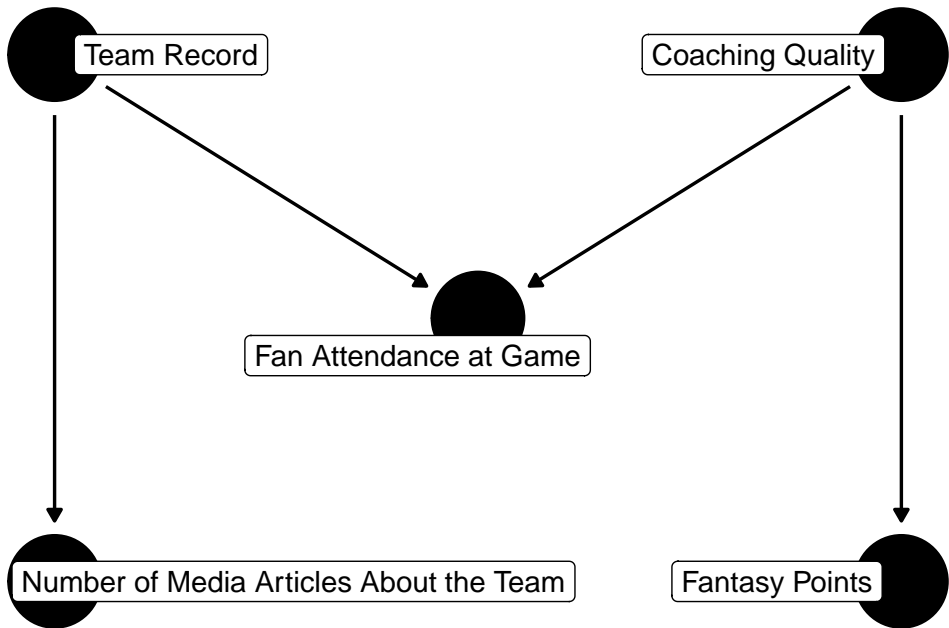 Team Record
Coaching Quality
Fan Attendance at Game
Number of Media Articles About the Team
Fantasy Points